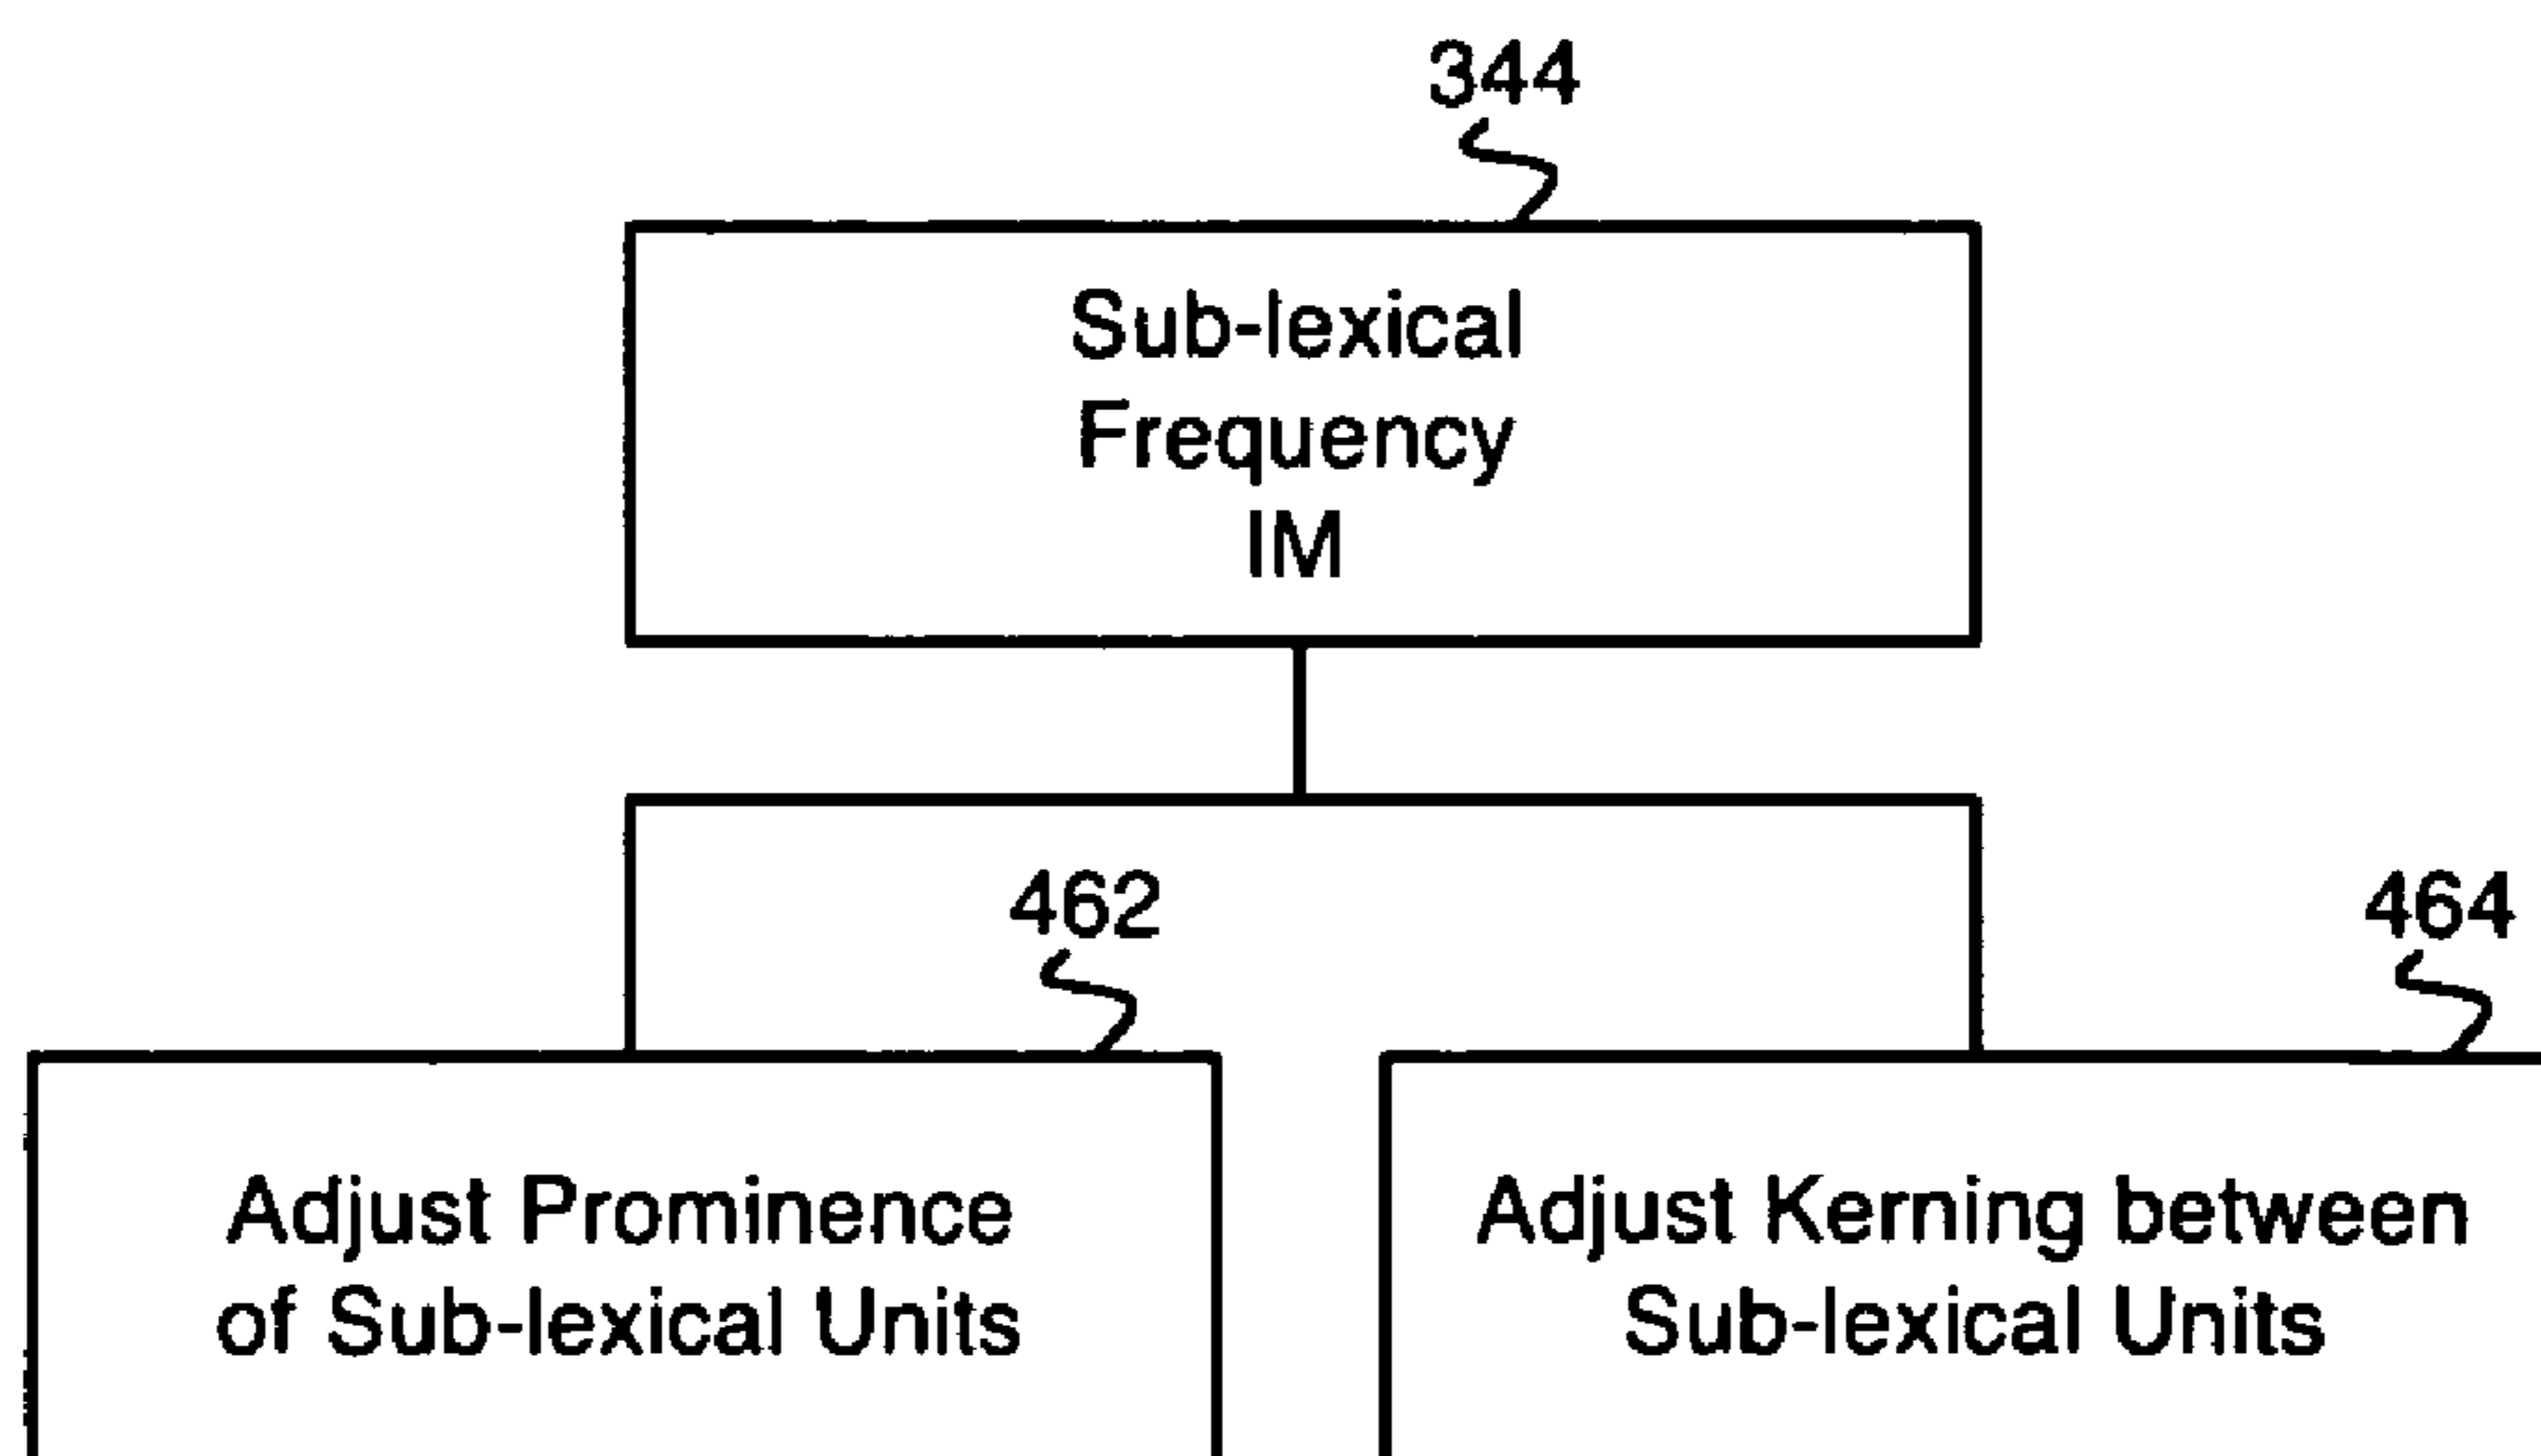 344
Sub-lexical
Frequency
IM
462
464
Adjust Prominence
of Sub-lexical Units
Adjust Kerning between
Sub-lexical Units